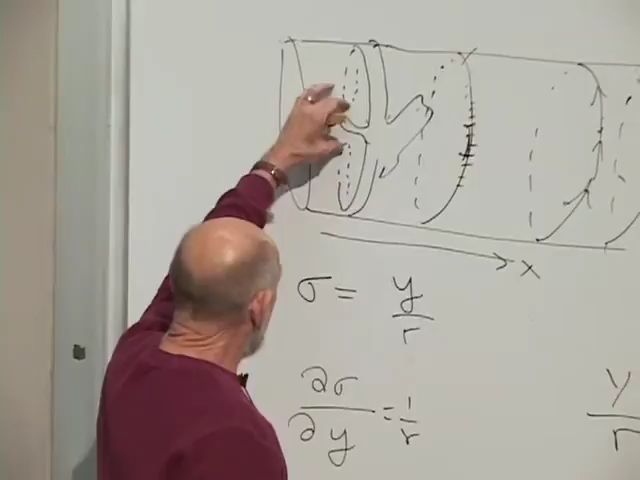 x
σ = y/r
∂σ/∂y = 1/r
y/r